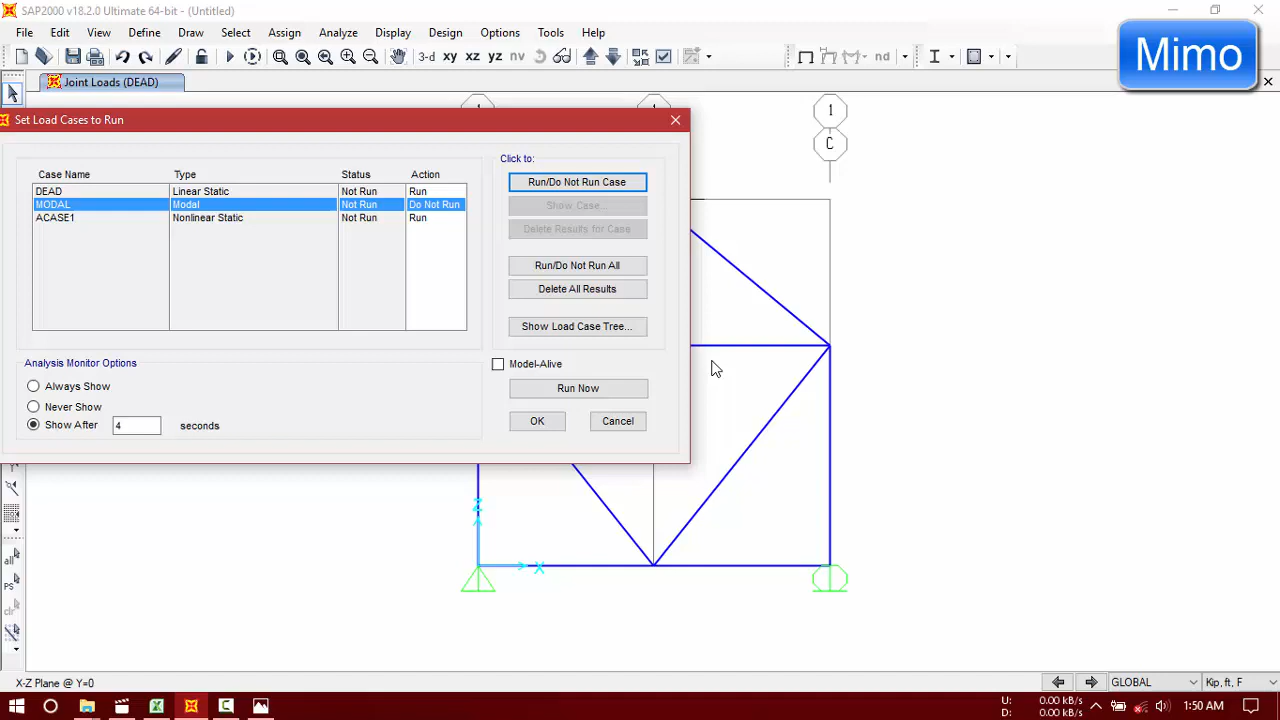 SAP2000 v18.2.0 Ultimate 64-bit - (Untitled)
File Edit View Define Draw Select Assign Analyze Display Design Options Tools Help
3-d xy xz yz nd
Mimo
Joint Loads (DEAD)
1
C
Set Load Cases to Run
Click to:
Case Name Type Status Action
DEAD Linear Static Not Run Run
MODAL Modal Not Run Do Not Run
ACASE1 Nonlinear Static Not Run Run
Run/Do Not Run Case
Show Case...
Delete Results for Case
Run/Do Not Run All
Delete All Results
Show Load Case Tree...
Analysis Monitor Options
Always Show
Never Show
Show After 4 seconds
Model-Alive
Run Now
OK Cancel
Z
X
all
PS
clr
X-Z Plane @ Y=0
GLOBAL
Kip, ft, F
U: 0.00 kB/s
D: 0.00 kB/s
1:50 AM